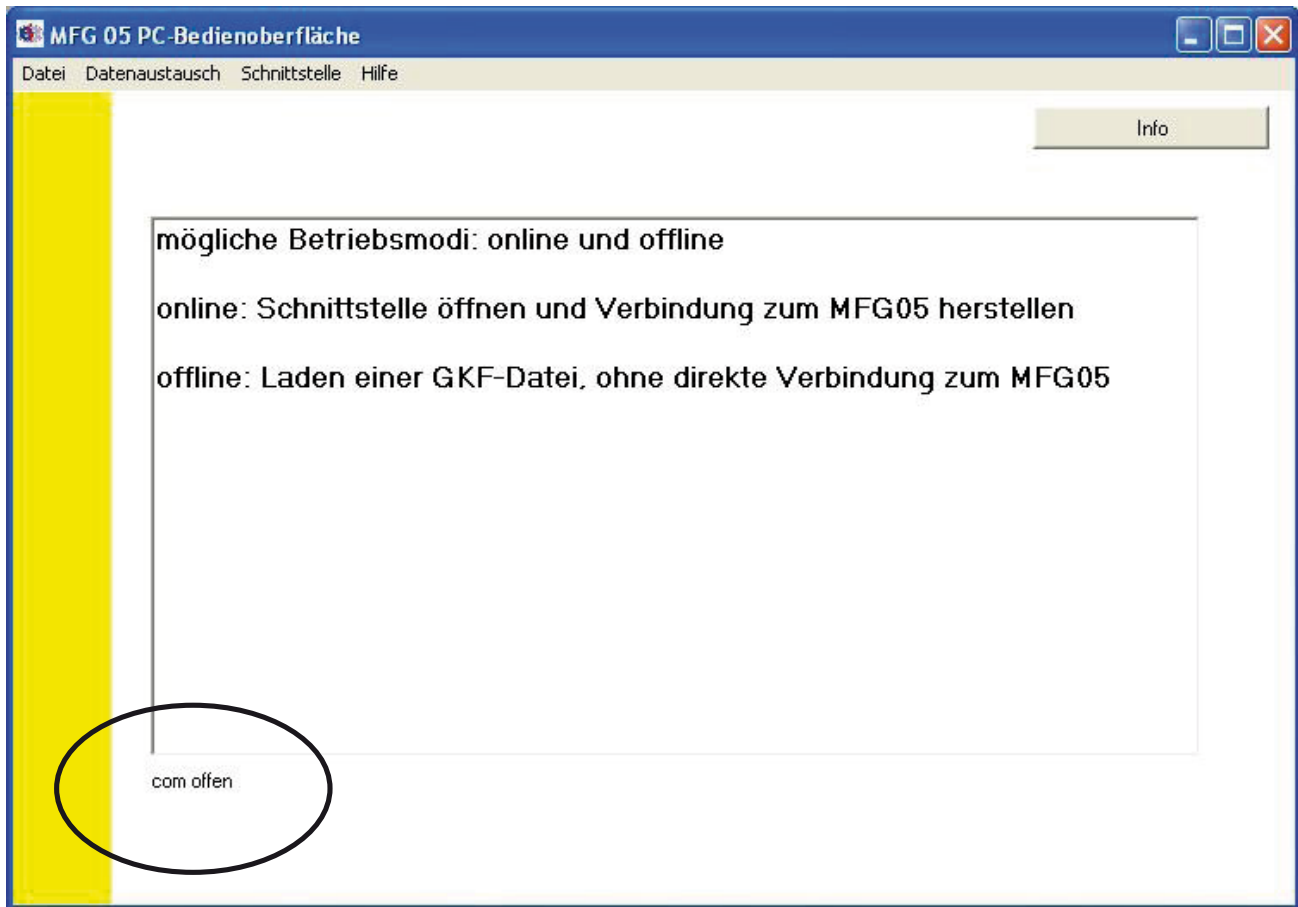 MFG 05 PC-Bedienoberfläche
Datei Datenaustausch Schnittstelle Hilfe
Info
mögliche Betriebsmodi: online und offline
online: Schnittstelle öffnen und Verbindung zum MFG05 herstellen
offline: Laden einer GKF-Datei, ohne direkte Verbindung zum MFG05
com offen